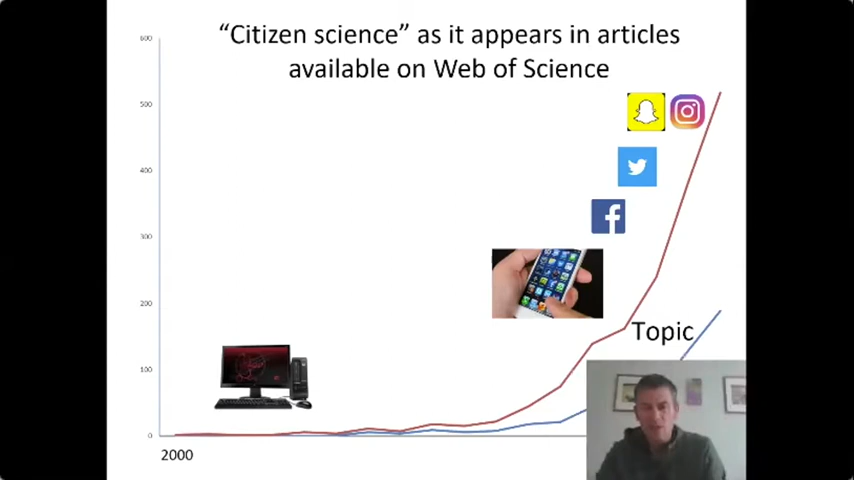 “Citizen science” as it appears in articles
available on Web of Science
600
500
400
300
200
100
0
Topic
2000